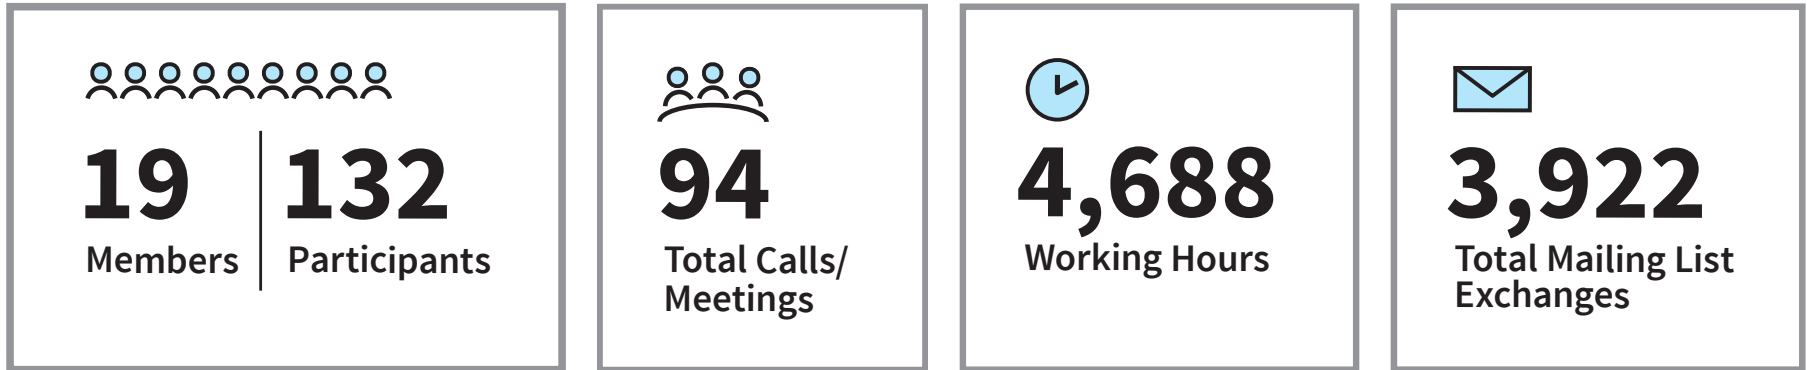 19
Members
132
Participants
94
Total Calls/
Meetings
4,688
Working Hours
3,922
Total Mailing List
Exchanges